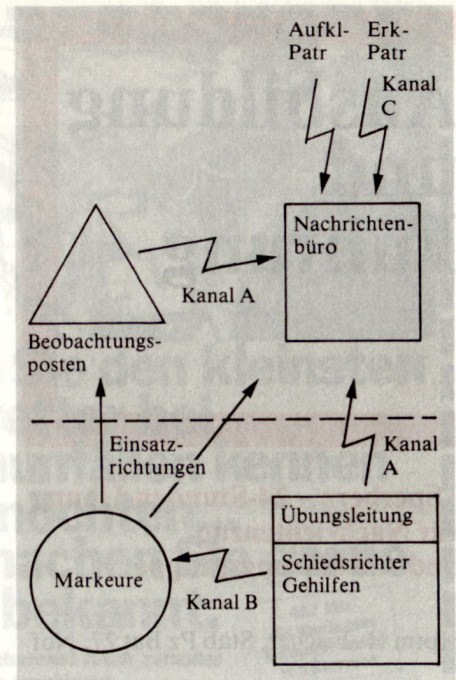 Aufkl-
Patr
Erk-
Patr
Kanal
C
Nachrichten-
büro
Kanal A
Beobachtungs-
posten
Einsatz-
richtungen
Kanal
A
Übungsleitung
Schiedsrichter
Gehilfen
Markeure
Kanal B